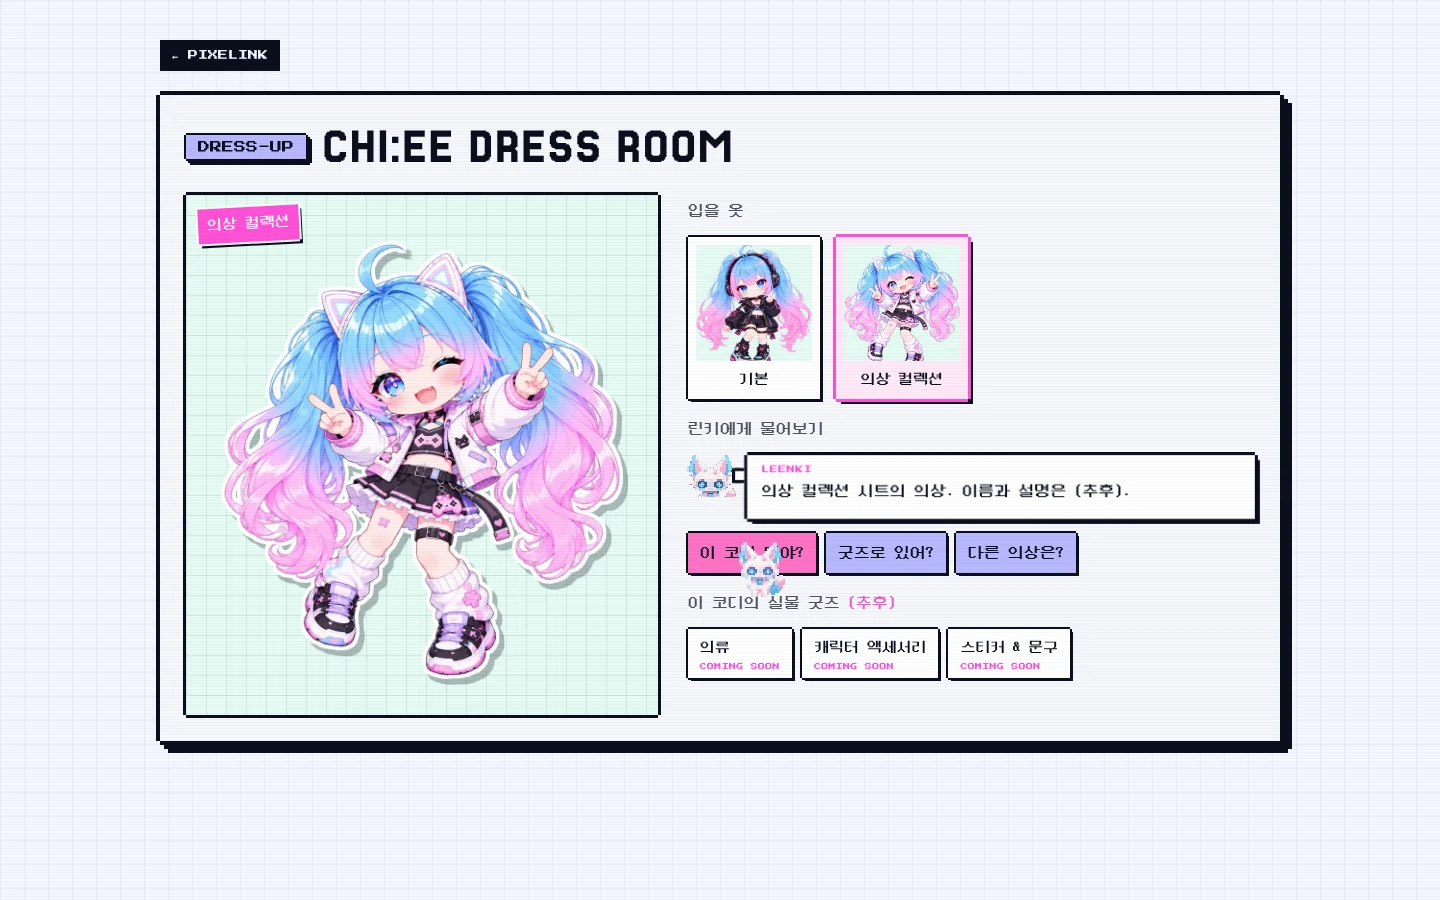 ← PIXELINK
DRESS-UP CHI:EE DRESS ROOM
의상 컬렉션
입을 옷
기본
의상 컬렉션
린키에게 물어보기
LEENKI
의상 컬렉션 시트의 의상. 이름과 설명은 (추후).
이
굿즈로 있어?
다른 의상은?
이 코디의 실물 굿즈 (추후)
의류
COMING SOON
캐릭터 액세서리
COMING SOON
스티커 & 문구
COMING SOON